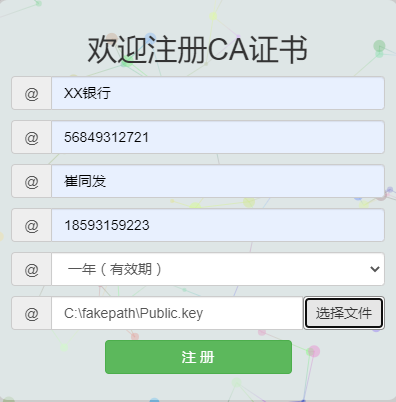 欢迎注册CA证书
@ XX银行
@ 56849312721
@ 崔同发
@ 18593159223
@ 一年（有效期）
@ C:\fakepath\Public.key 选择文件
注 册